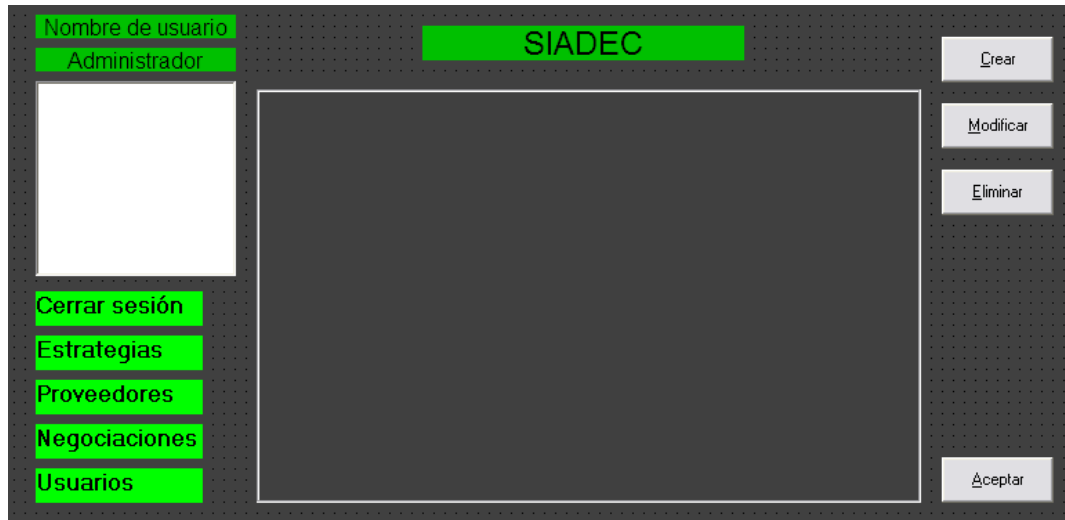 Nombre de usuario
Administrador
SIADEC
Cerrar sesión
Estrategias
Proveedores
Negociaciones
Usuarios
Crear
Modificar
Eliminar
Aceptar